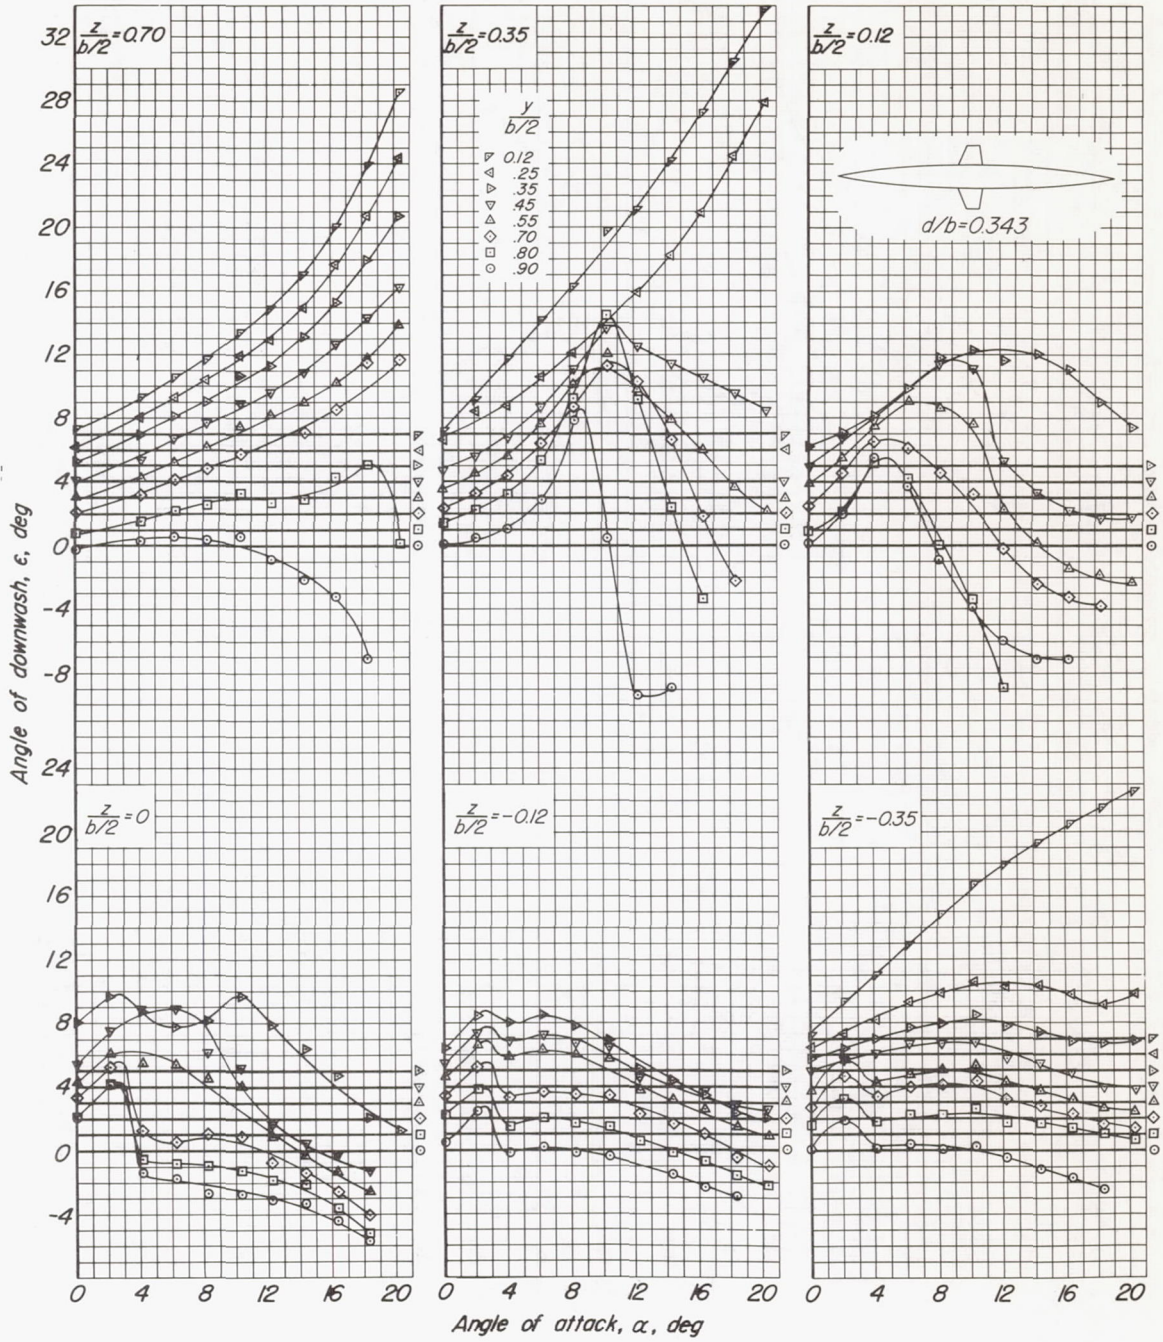 z/b/2 = 0.70
z/b/2 = 0.35
z/b/2 = 0.12
32
28
24
20
16
12
8
4
0
-4
-8
y
b/2
0.12
.25
.35
.45
.55
.70
.80
.90
d/b=0.343
Angle of downwash, ϵ, deg
z/b/2 = 0
z/b/2 = -0.12
z/b/2 = -0.35
24
20
16
12
8
4
0
-4
0 4 8 12 16 20
0 4 8 12 16 20
0 4 8 12 16 20
Angle of attack, α, deg